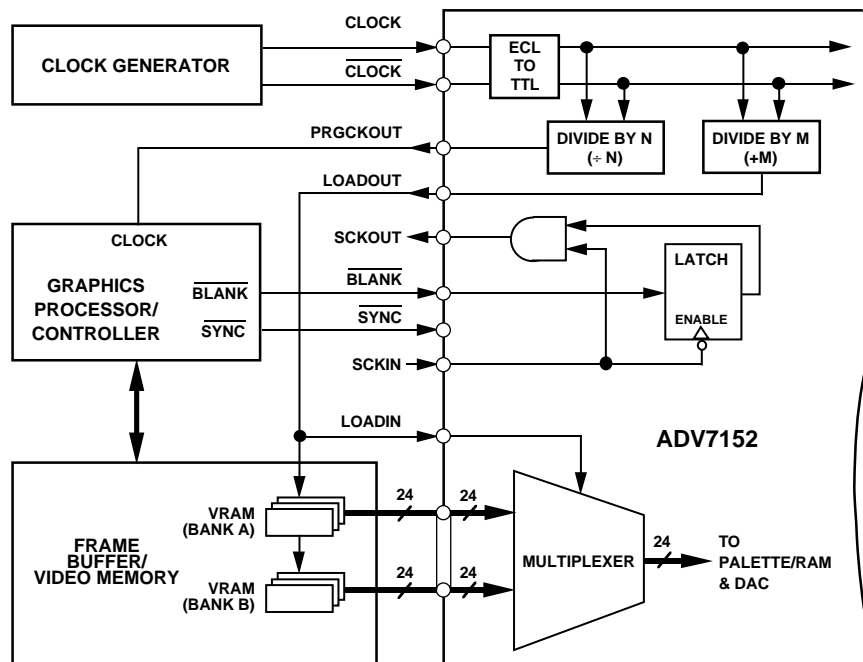 CLOCK
CLOCK GENERATOR
CLOCK
ECL
TO
TTL
PRGCKOUT
DIVIDE BY N
(÷ N)
DIVIDE BY M
(+M)
LOADOUT
CLOCK
SCKOUT
GRAPHICS
PROCESSOR/
CONTROLLER
BLANK
SYNC
BLANK
SYNC
LATCH
ENABLE
SCKIN
LOADIN
ADV7152
FRAME
BUFFER/
VIDEO MEMORY
VRAM
(BANK A)
24
24
VRAM
(BANK B)
24
24
MULTIPLEXER
24
TO
PALETTE/RAM
& DAC